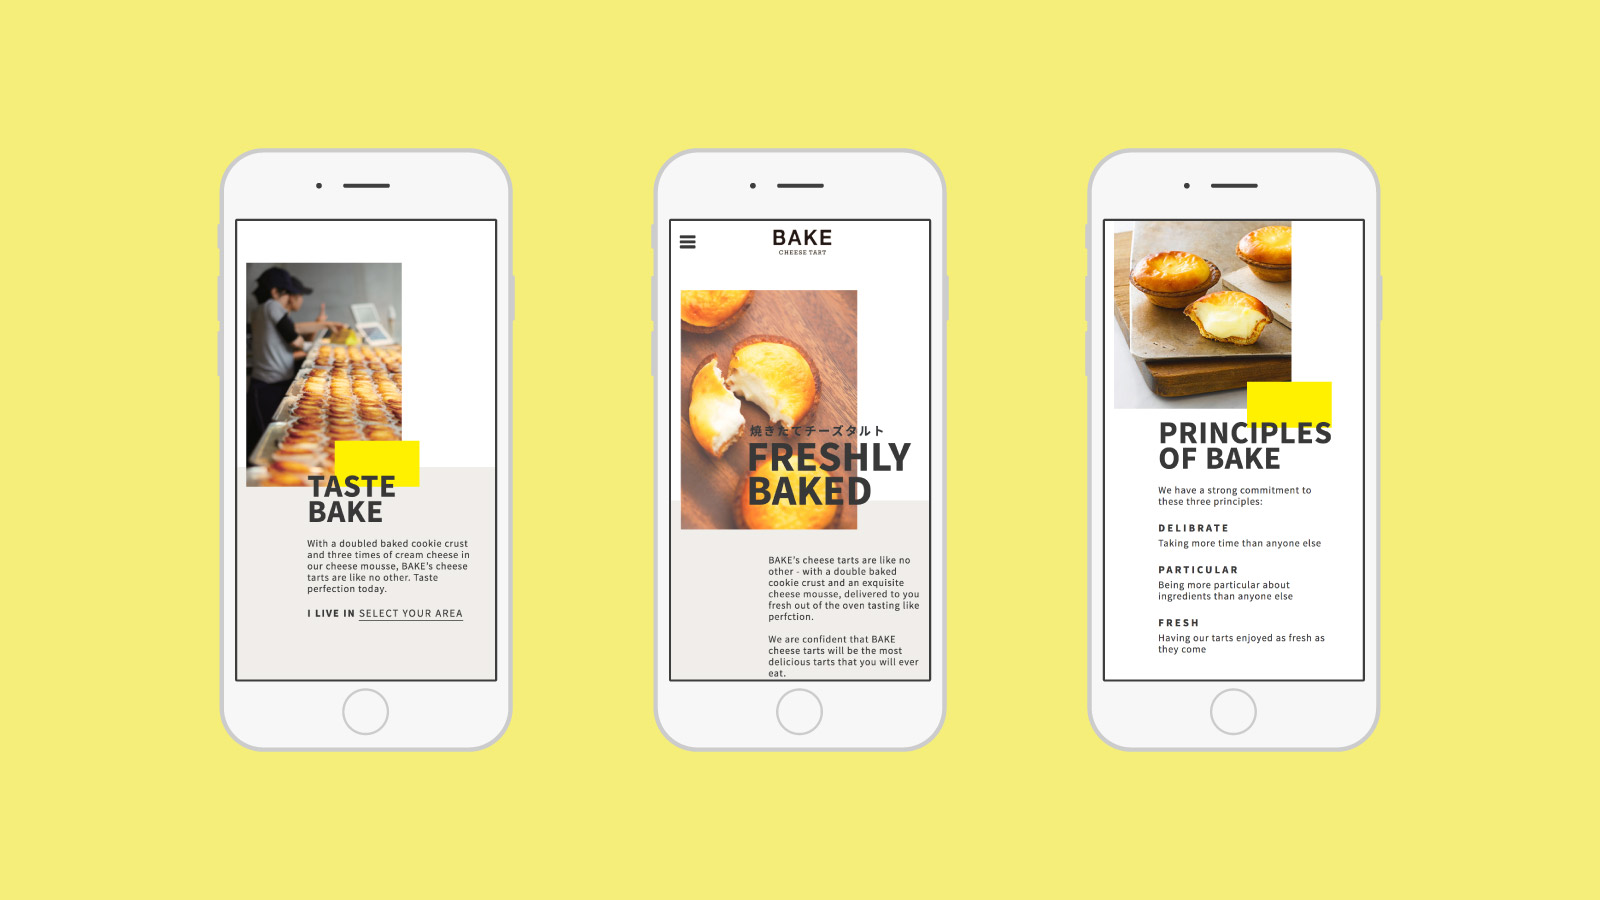 TASTE
BAKE
With a doubled baked cookie crust
and three times of cream cheese in
our cheese mousse, BAKE's cheese
tarts are like no other. Taste
perfection today.
I LIVE IN SELECT YOUR AREA
BAKE
CHEESE TART
焼きたてチーズタルト
FRESHLY
BAKED
BAKE's cheese tarts are like no
other - with a double baked
cookie crust and an exquisite
cheese mousse, delivered to you
fresh out of the oven tasting like
perfction.
We are confident that BAKE
cheese tarts will be the most
delicious tarts that you will ever
eat.
PRINCIPLES
OF BAKE
We have a strong commitment to
these three principles:
DELIBRATE
Taking more time than anyone else
PARTICULAR
Being more particular about
ingredients than anyone else
FRESH
Having our tarts enjoyed as fresh as
they come